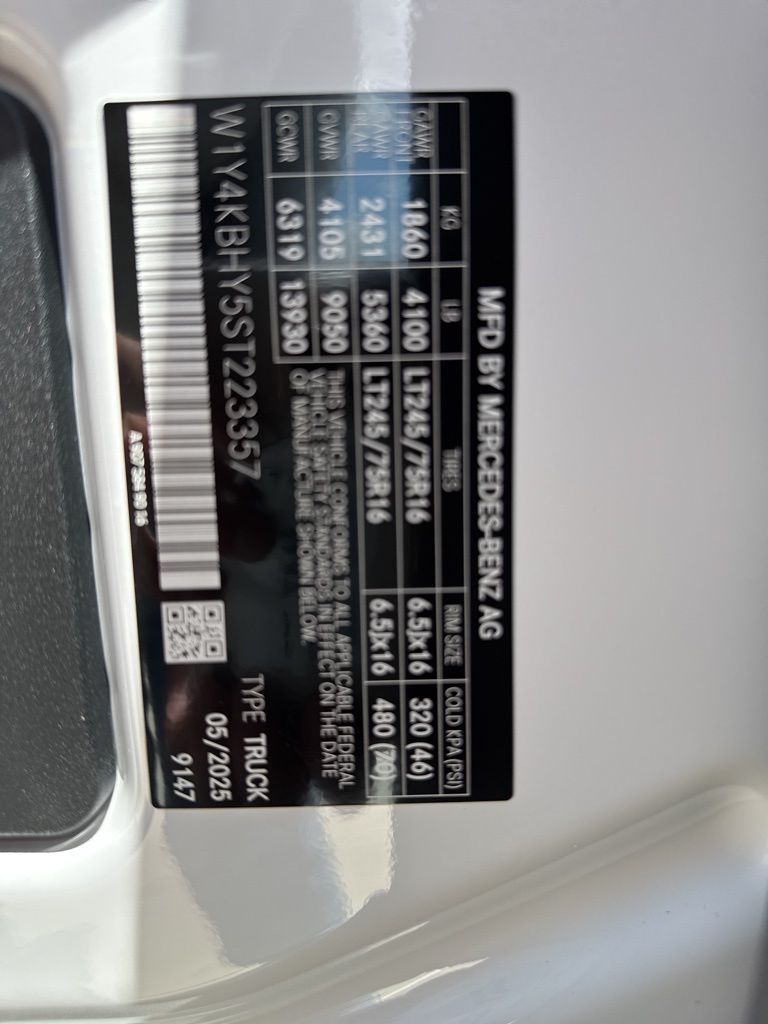 MFD BY MERCEDES-BENZ AG
KG LB TIRES RIM SIZE COLD KPA (PSI)
GAWR FRONT 1860 4100 LT245/75R16 6.5Jx16 320 (46)
GAWR REAR 2431 5360 LT245/75R16 6.5Jx16 480 (70)
GVWR 4105 9050
GCWR 6319 13930
THIS VEHICLE CONFORMS TO ALL APPLICABLE FEDERAL
VEHICLE SAFETY STANDARDS IN EFFECT ON THE DATE
OF MANUFACTURE SHOWN BELOW.
W1Y4KBHY5ST223357
TYPE TRUCK
05/2025
9147